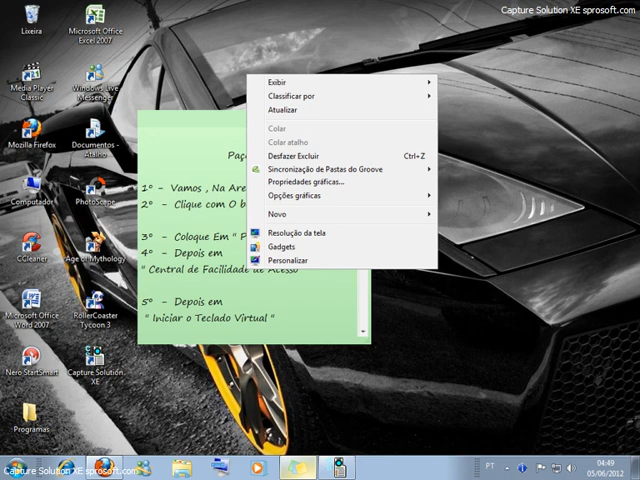 Capture Solution XE sprosoft.com
Lixeira
Microsoft Office
Excel 2007
Media Player
Classic
Windows Live
Messenger
Mozilla Firefox
Documentos -
Atalho
Computador
PhotoScape
CCleaner
Age of Mythology
Microsoft Office
Word 2007
RollerCoaster
Tycoon 3
Nero StartSmart
Capture Solution
XE
Programas
Exibir
Classificar por
Atualizar
Colar
Colar atalho
Desfazer Excluir Ctrl+Z
Sincronização de Pastas do Groove
Propriedades gráficas...
Opções gráficas
Novo
Resolução da tela
Gadgets
Personalizar
1º - Vamos , Na
2º - Clique com O
3º - Coloque Em "
4º - Depois em
" Central de Facilidade de Acesso
5º - Depois em
" Iniciar o Teclado Virtual "
Capture Solution XE sprosoft.com
PT
04:49
05/06/2012